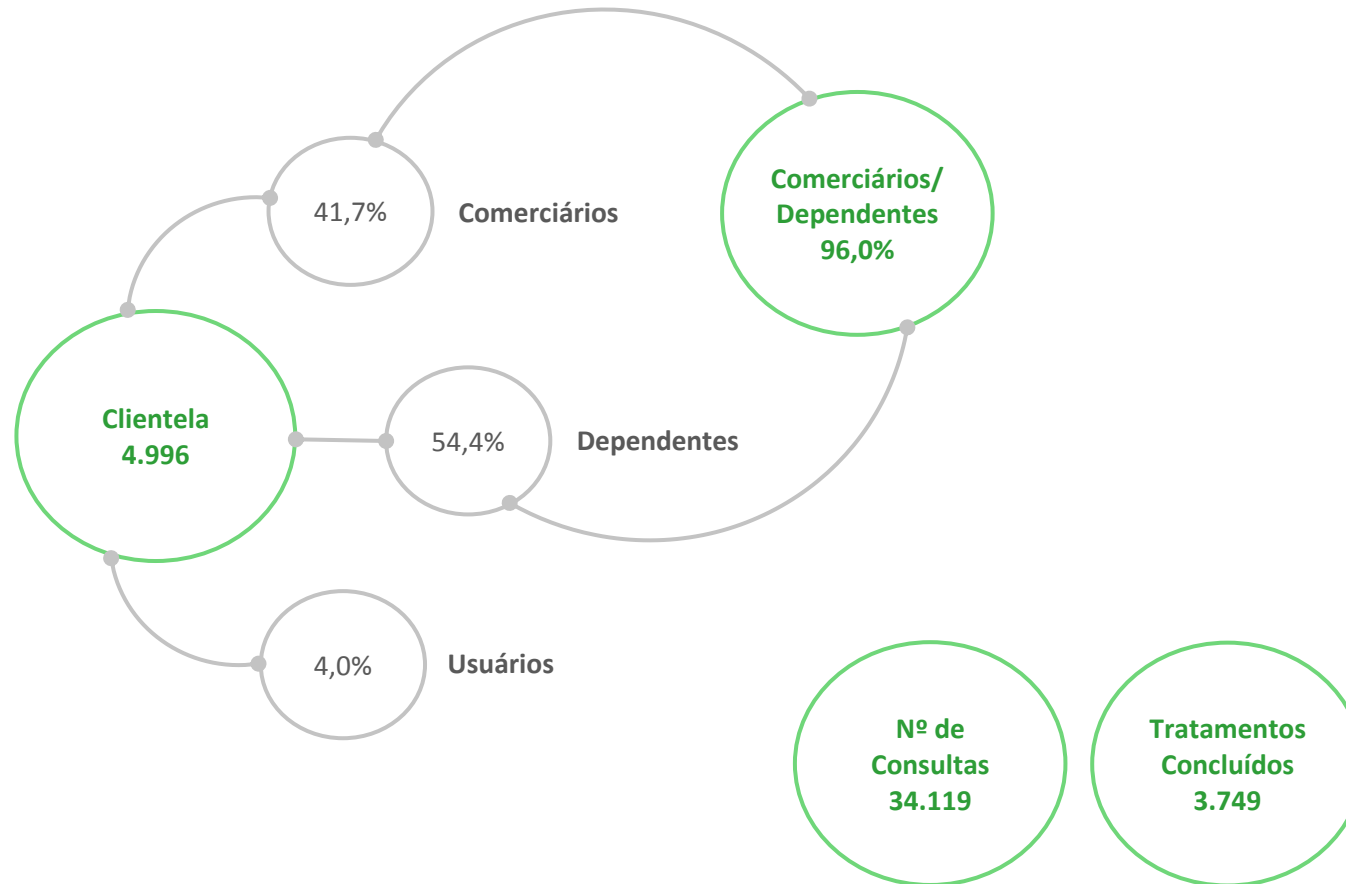 41,7%
Comerciários
Comerciários/
Dependentes
96,0%
Clientela
4.996
54,4%
Dependentes
4,0%
Usuários
Nº de
Consultas
34.119
Tratamentos
Concluídos
3.749